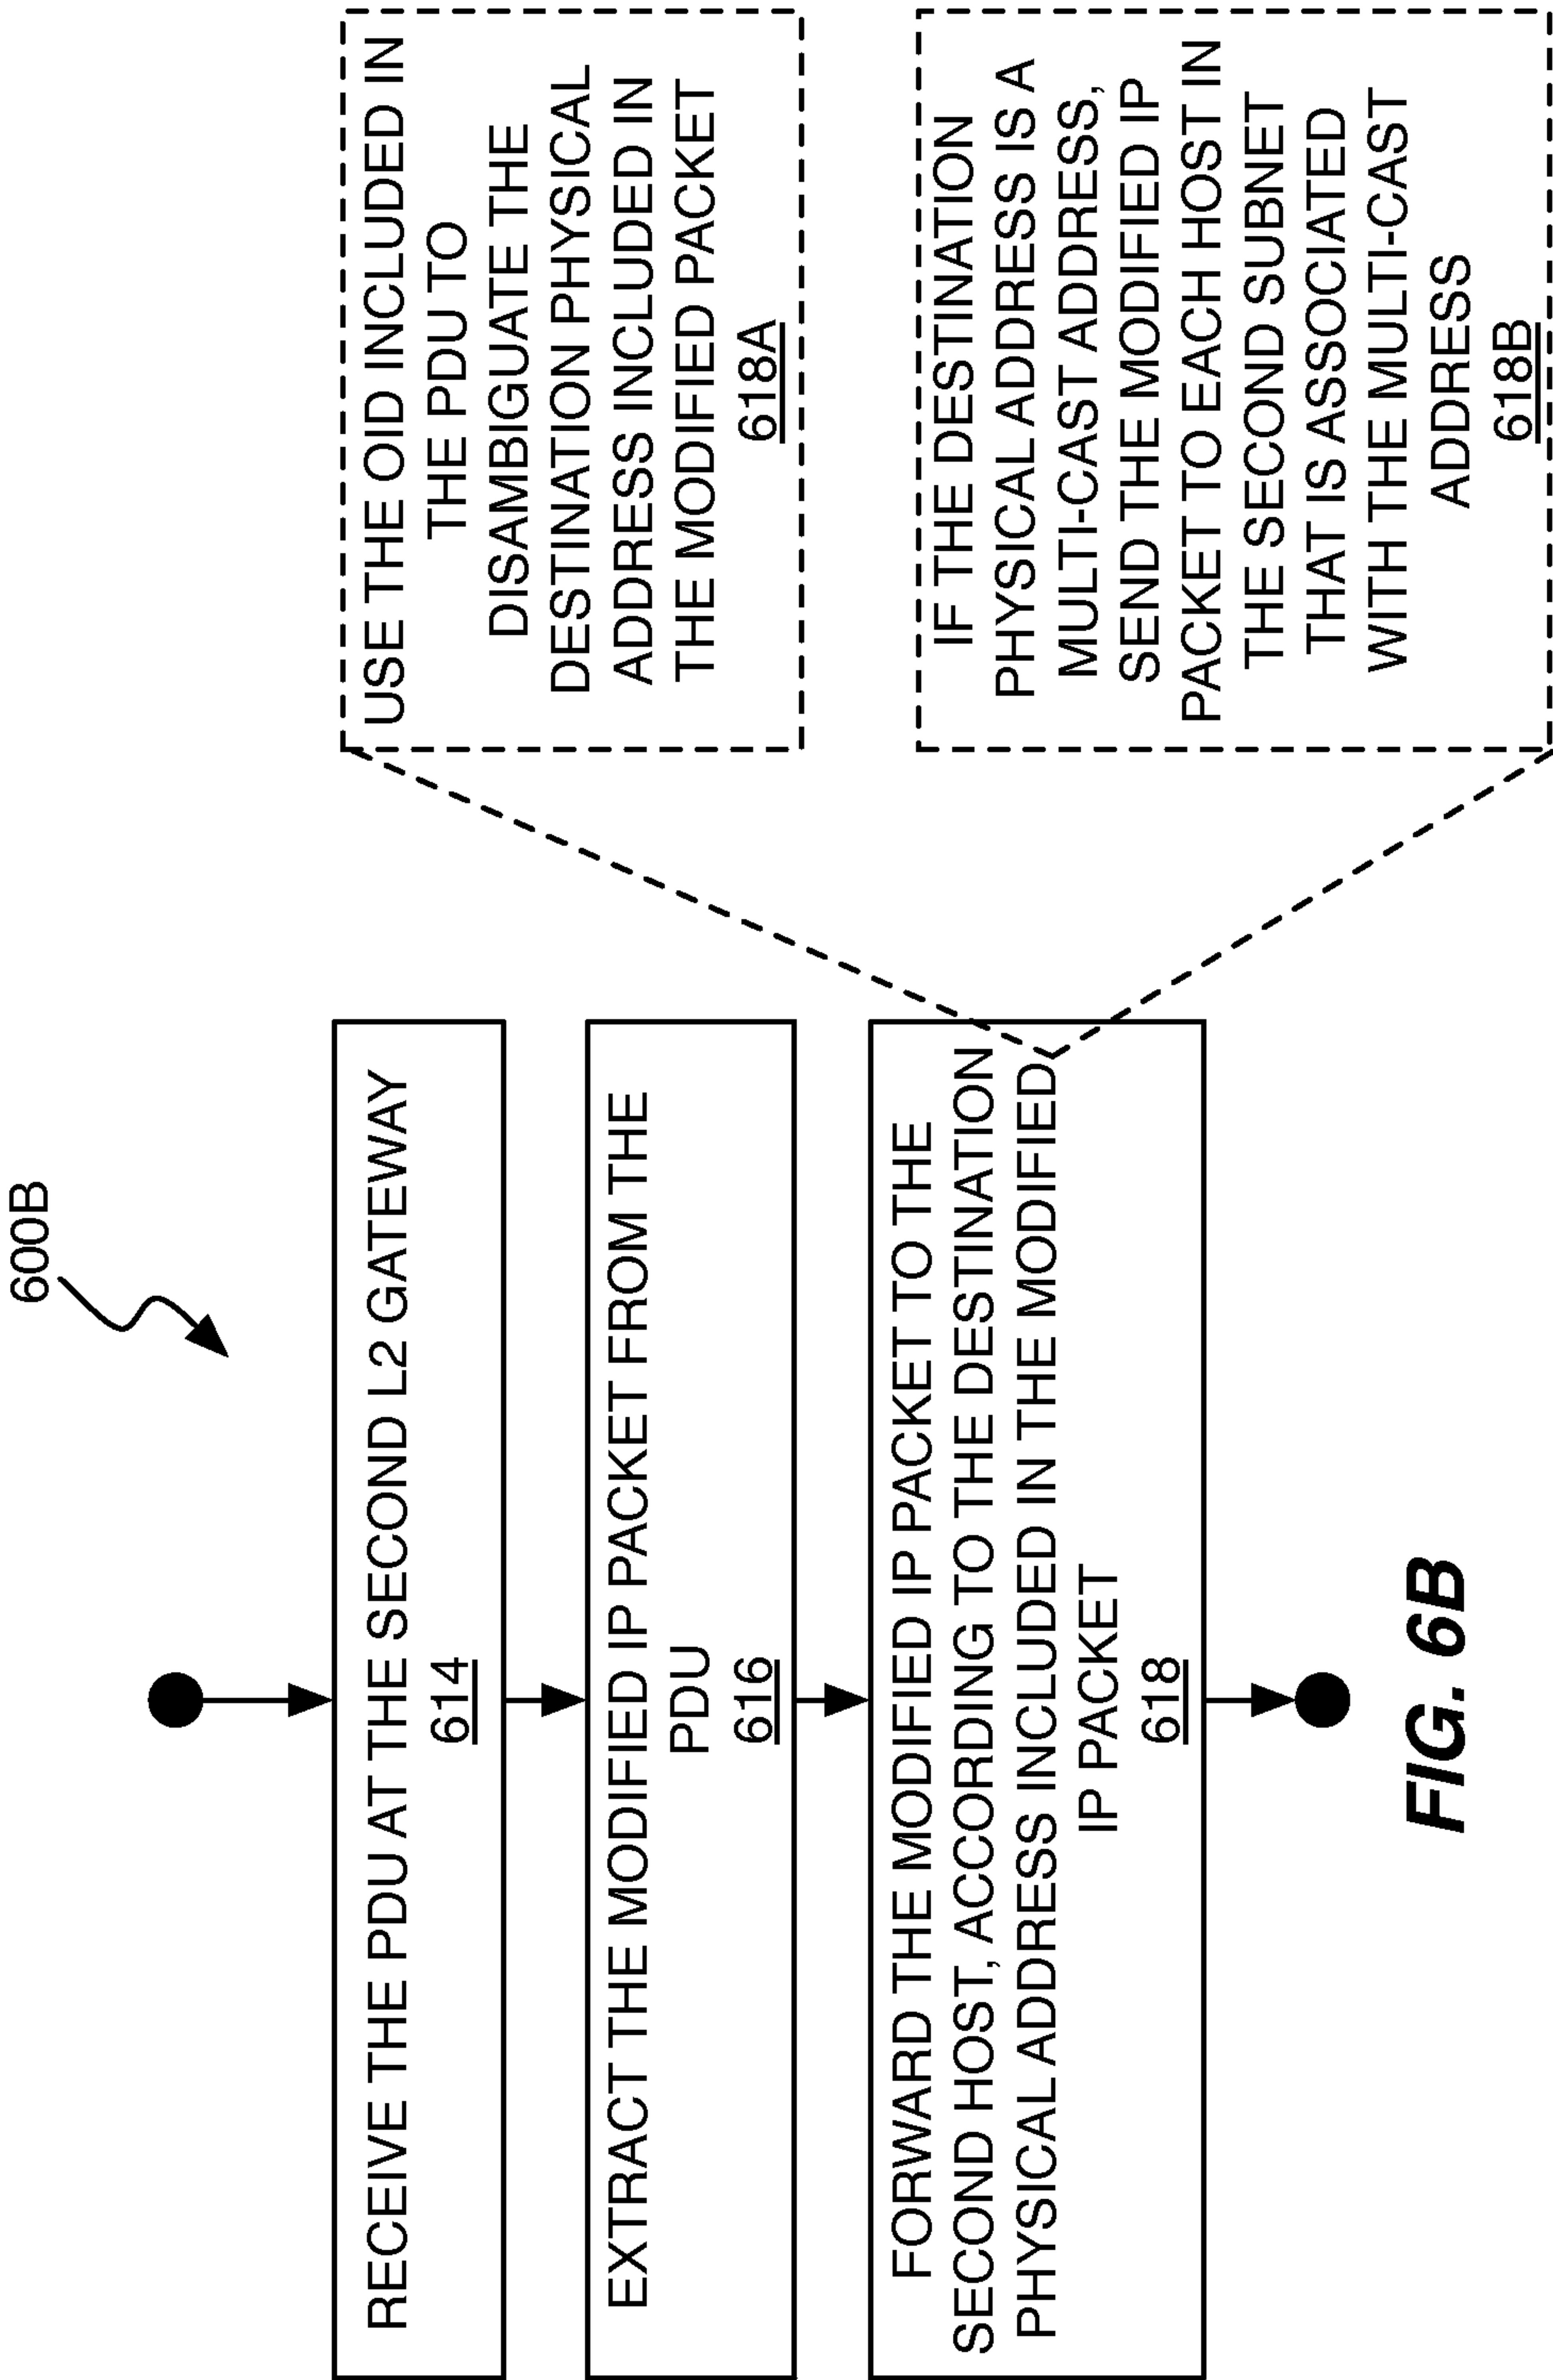 600B
RECEIVE THE PDU AT THE SECOND L2 GATEWAY
614
EXTRACT THE MODIFIED IP PACKET FROM THE
PDU
616
FORWARD THE MODIFIED IP PACKET TO THE
SECOND HOST, ACCORDING TO THE DESTINATION
PHYSICAL ADDRESS INCLUDED IN THE MODIFIED
IP PACKET
618
USE THE OID INCLUDED IN
THE PDU TO
DISAMBIGUATE THE
DESTINATION PHYSICAL
ADDRESS INCLUDED IN
THE MODIFIED PACKET
618A
IF THE DESTINATION
PHYSICAL ADDRESS IS A
MULTI-CAST ADDRESS,
SEND THE MODIFIED IP
PACKET TO EACH HOST IN
THE SECOND SUBNET
THAT IS ASSOCIATED
WITH THE MULTI-CAST
ADDRESS
618B
FIG. 6B